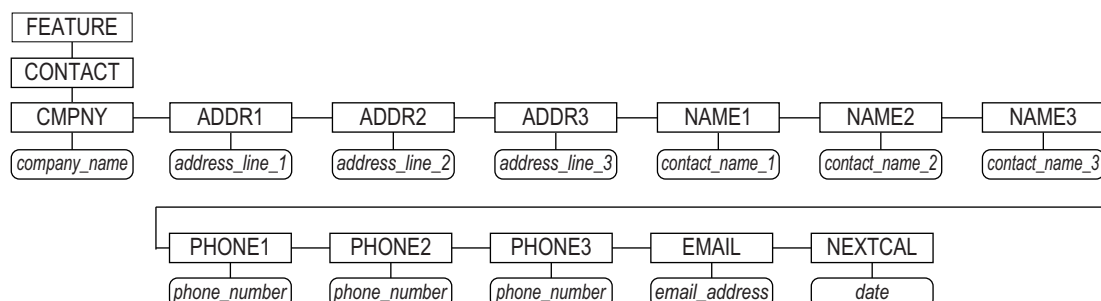 FEATURE
CONTACT
CMPNY ADDR1 ADDR2 ADDR3 NAME1 NAME2 NAME3
company_name address_line_1 address_line_2 address_line_3 contact_name_1 contact_name_2 contact_name_3
PHONE1 PHONE2 PHONE3 EMAIL NEXTCAL
phone_number phone_number phone_number email_address date